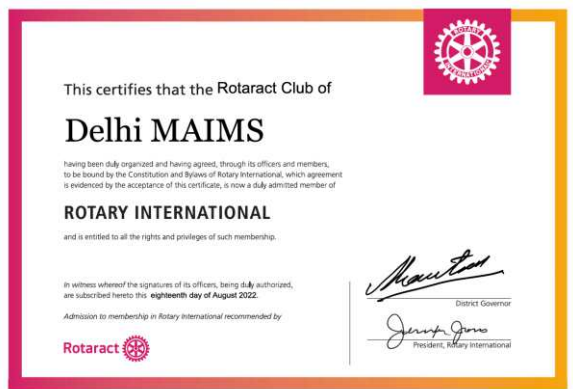 ROTARY
INTERNATIONAL
This certifies that the Rotaract Club of
Delhi MAIMS
having been duly organized and having agreed, through its officers and members,
to be bound by the Constitution and Bylaws of Rotary International, which agreement
is evidenced by the acceptance of this certificate, is now a duly admitted member of
ROTARY INTERNATIONAL
and is entitled to all the rights and privileges of such membership.
In witness whereof the signatures of its officers, being duly authorized,
are subscribed hereto this eighteenth day of August 2022.
Admission to membership in Rotary International recommended by
Rotaract
District Governor
President, Rotary International